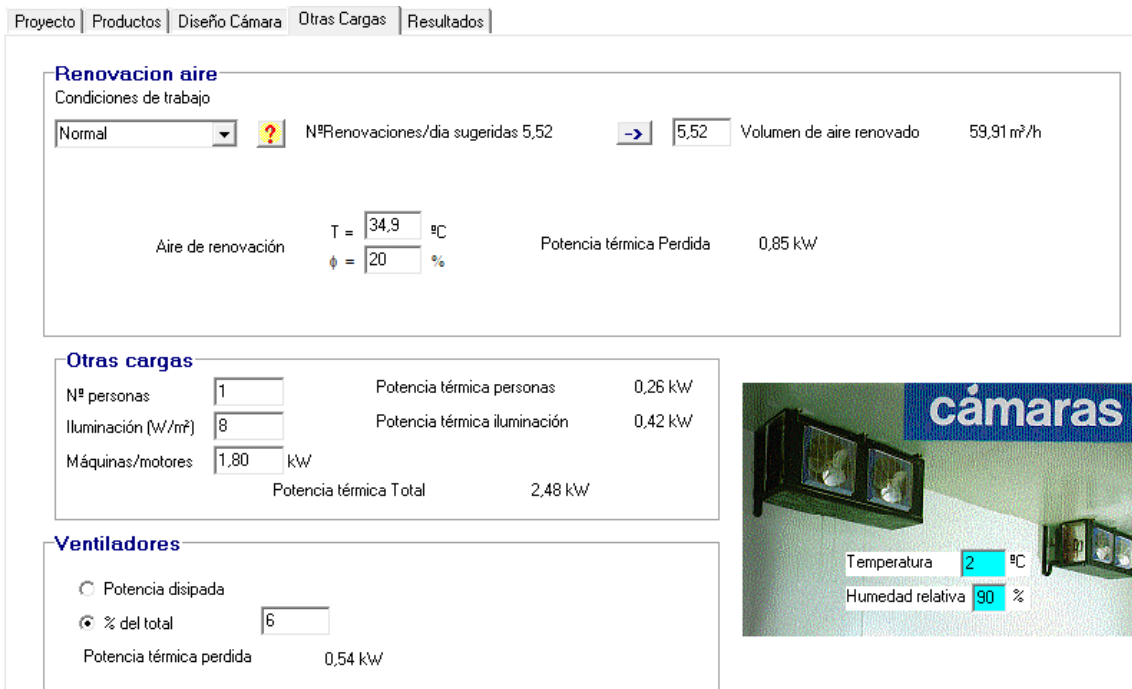 Proyecto Productos Diseño Cámara Otras Cargas Resultados
Renovacion aire
Condiciones de trabajo
Normal ? NºRenovaciones/dia sugeridas 5,52 -> 5,52 Volumen de aire renovado 59,91 m³/h
Aire de renovación
T = 34,9 ºC
ϕ = 20 %
Potencia térmica Perdida 0,85 kW
Otras cargas
Nº personas 1 Potencia térmica personas 0,26 kW
Iluminación (W/m²) 8 Potencia térmica iluminación 0,42 kW
Máquinas/motores 1,80 kW
Potencia térmica Total 2,48 kW
cámaras
Temperatura 2 ºC
Humedad relativa 90 %
Ventiladores
Potencia disipada
% del total 6
Potencia térmica perdida 0,54 kW